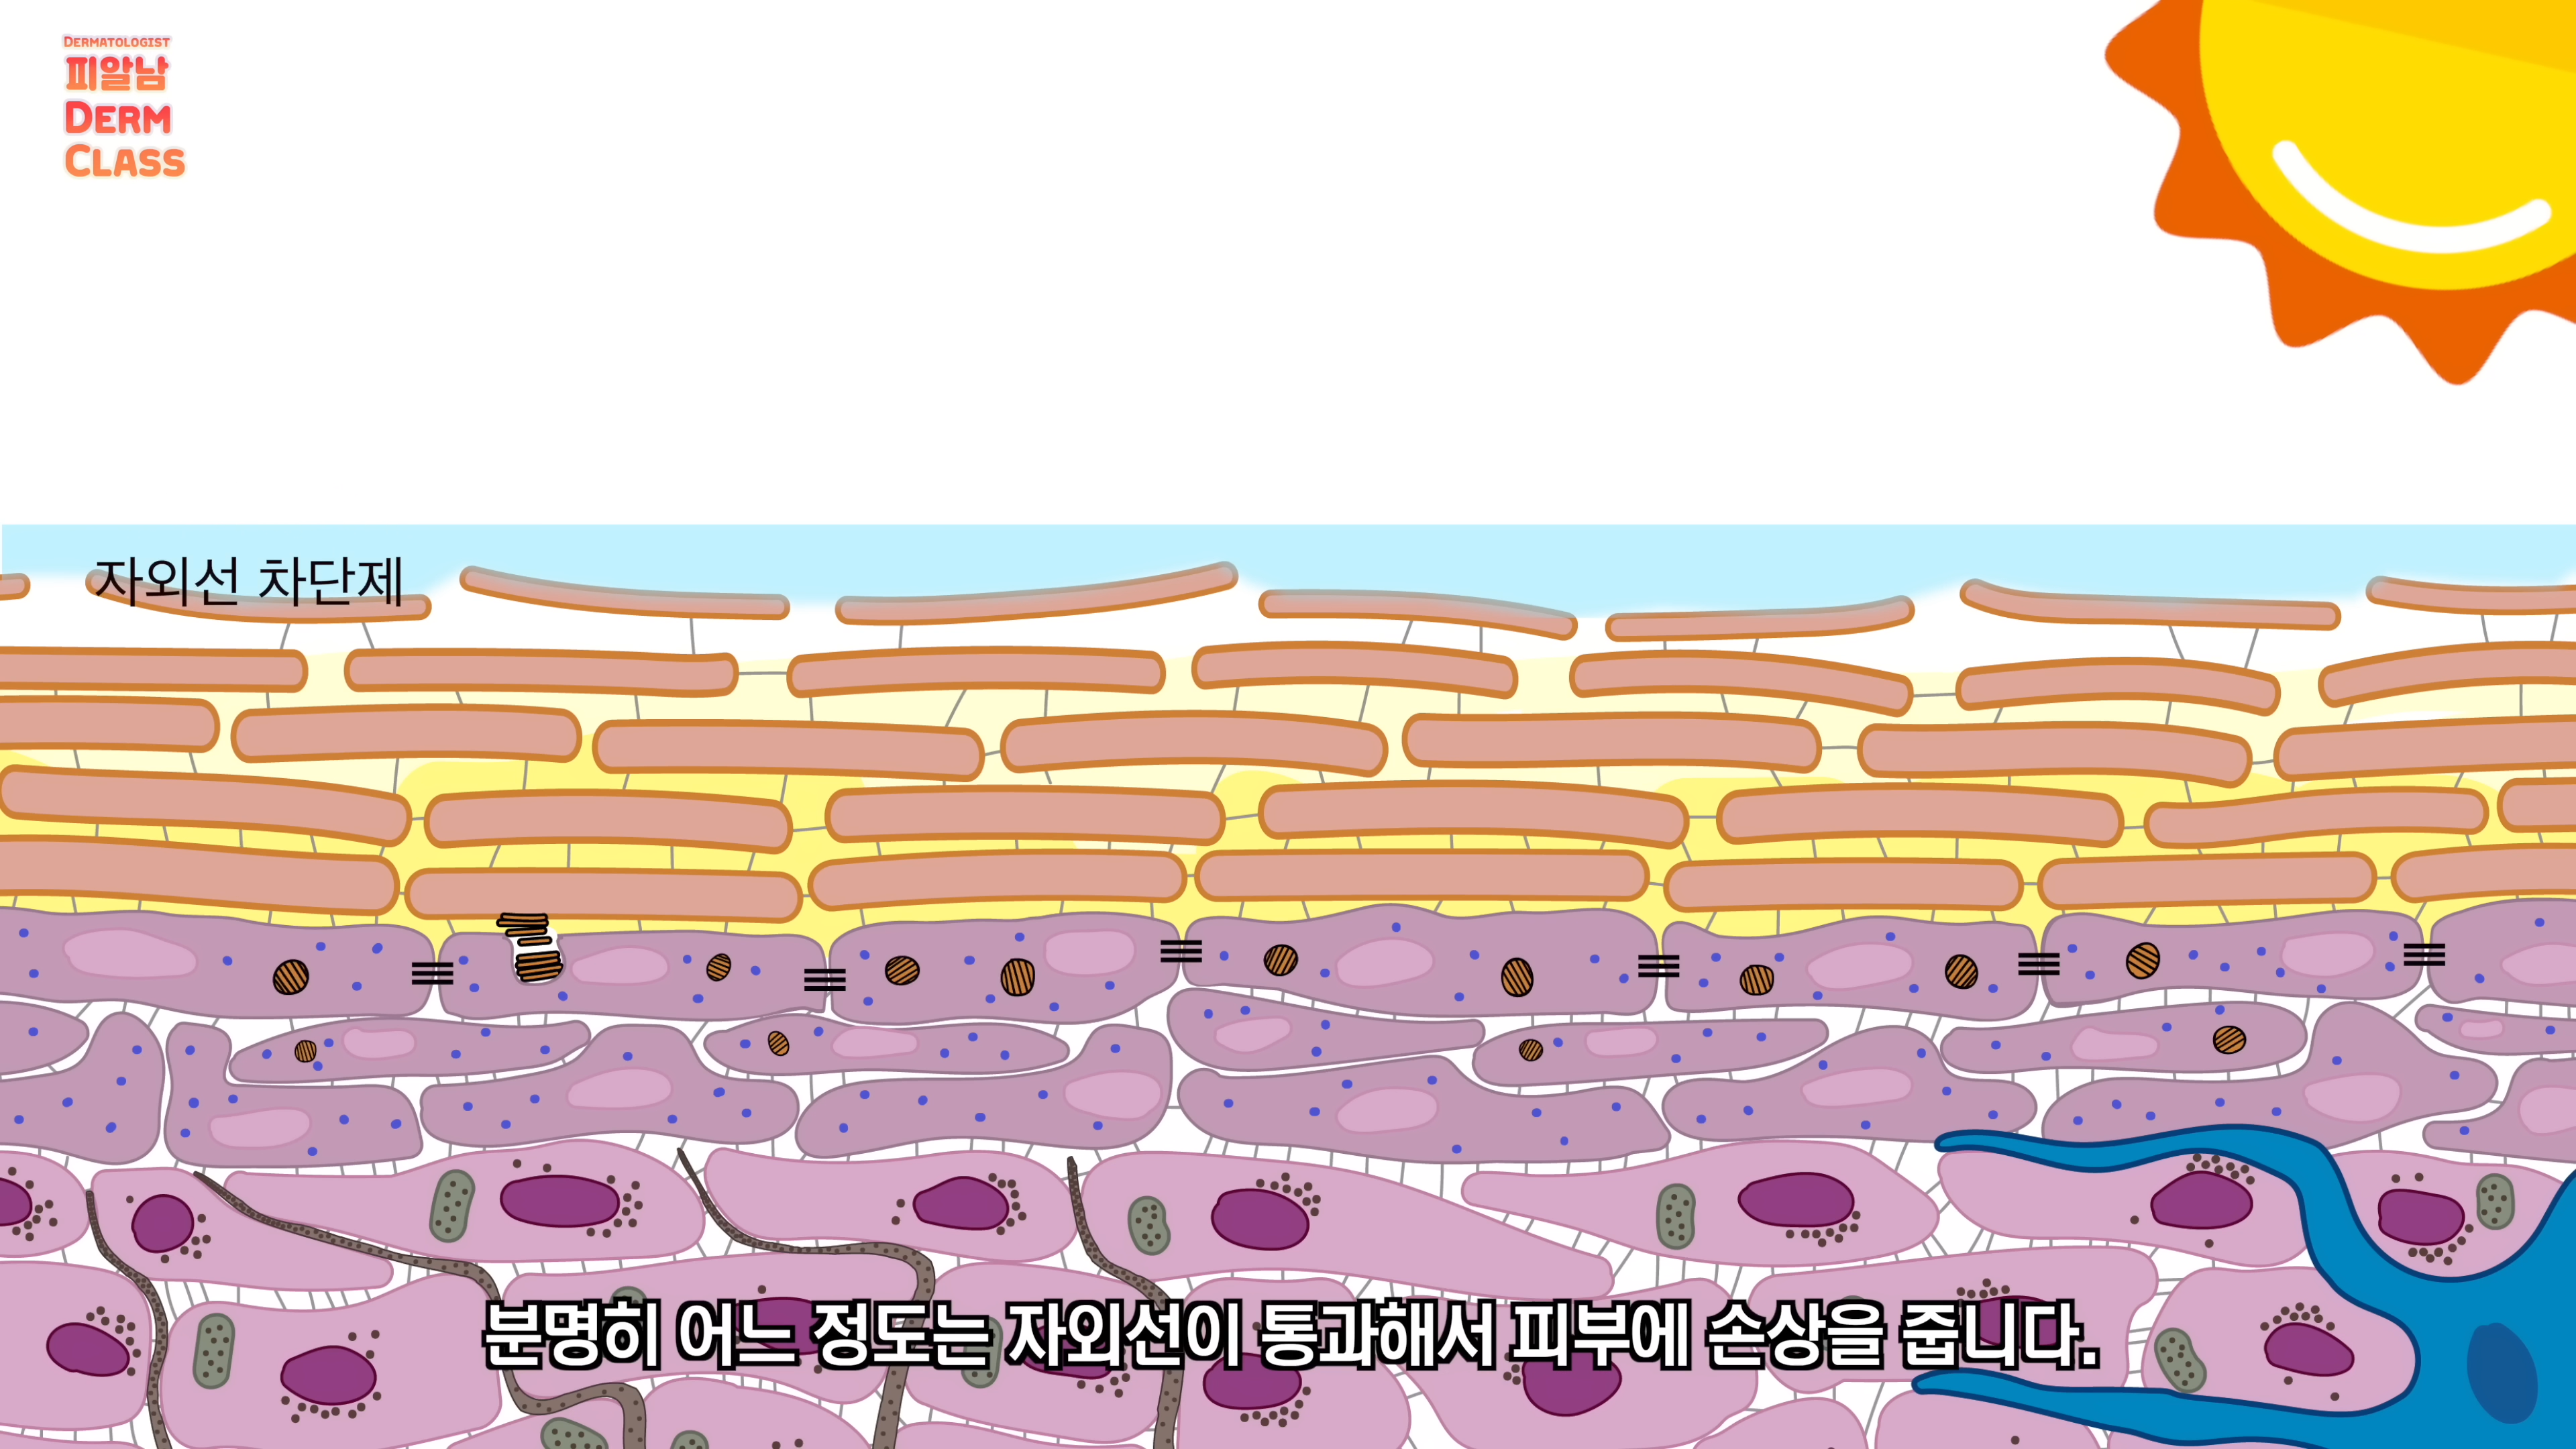 DERMATOLOGIST
피알남
DERM
CLASS
자외선 차단제
분명히 어느 정도는 자외선이 통과해서 피부에 손상을 줍니다.